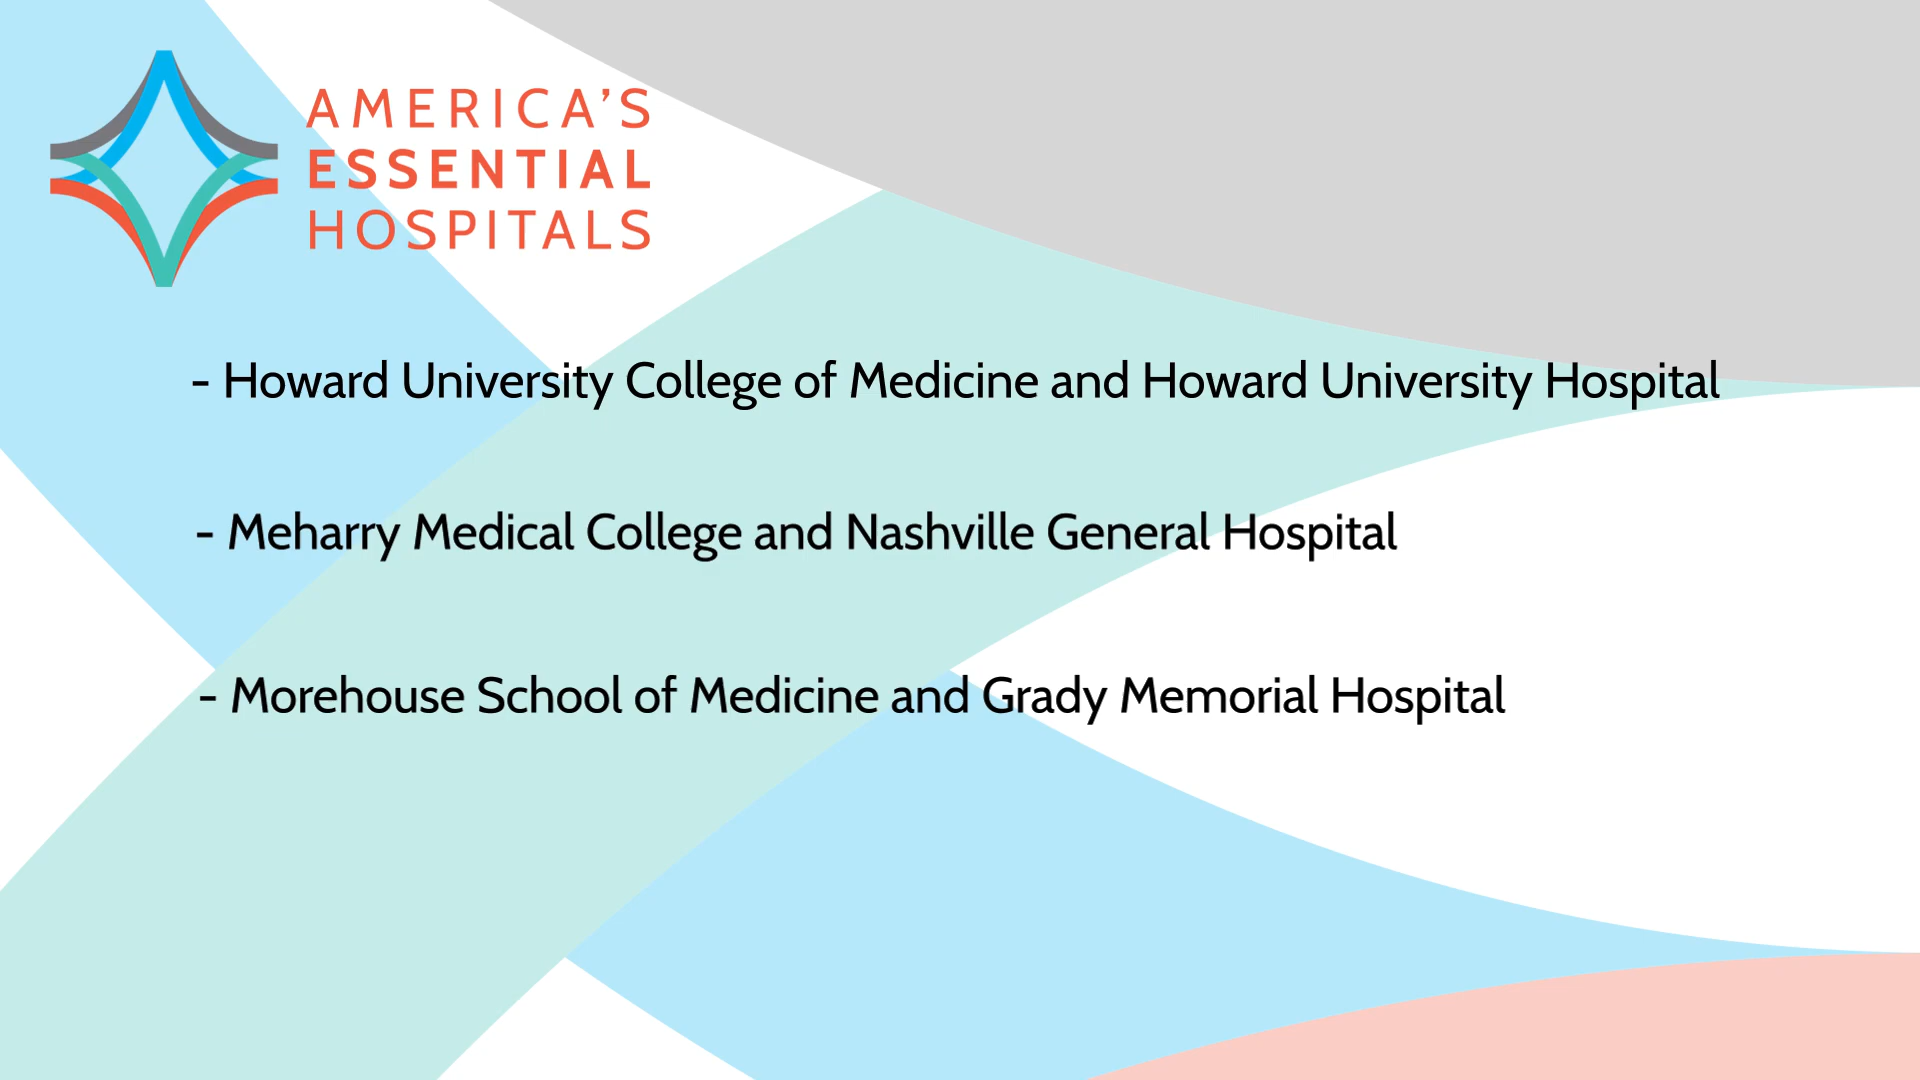 AMERICA'S
ESSENTIAL
HOSPITALS
- Howard University College of Medicine and Howard University Hospital
- Meharry Medical College and Nashville General Hospital
- Morehouse School of Medicine and Grady Memorial Hospital